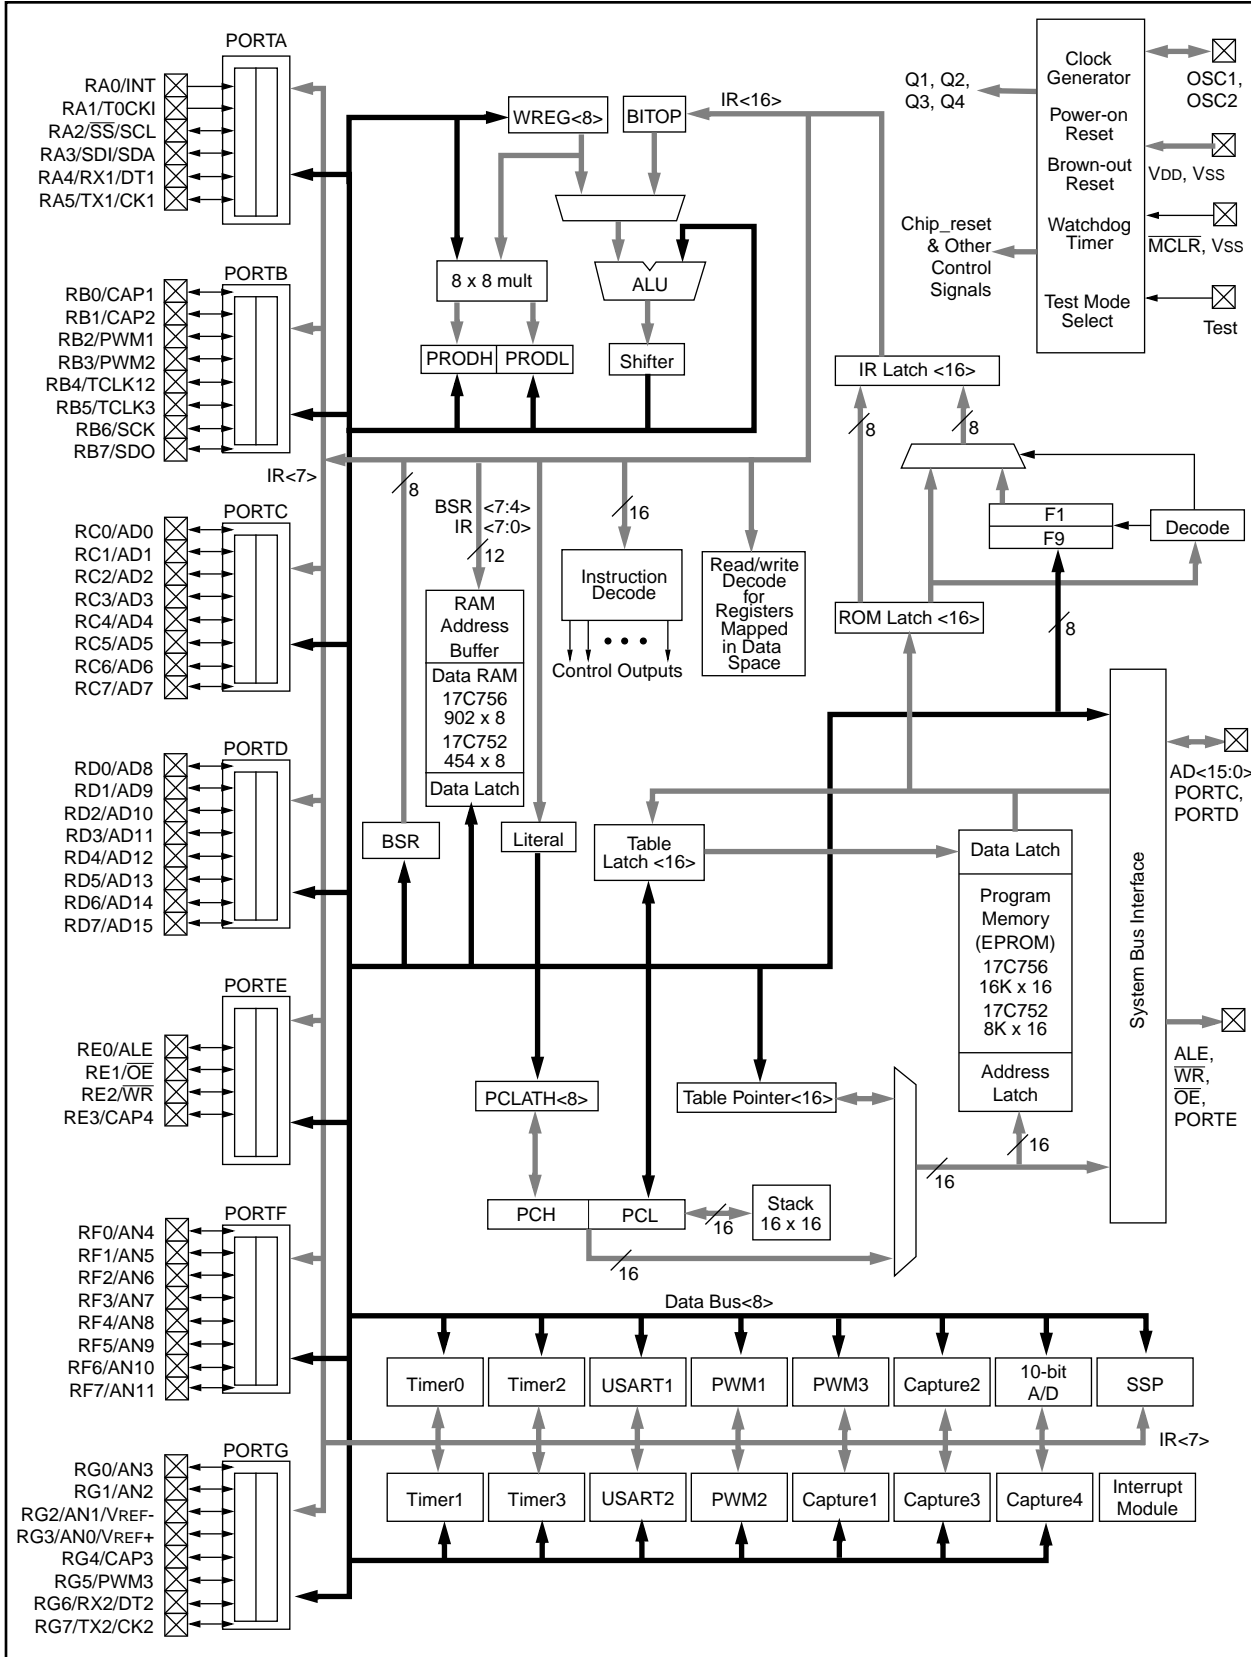 PORTA
RA0/INT
RA1/T0CKI
RA2/SS/SCL
RA3/SDI/SDA
RA4/RX1/DT1
RA5/TX1/CK1
PORTB
RB0/CAP1
RB1/CAP2
RB2/PWM1
RB3/PWM2
RB4/TCLK12
RB5/TCLK3
RB6/SCK
RB7/SDO
IR<7>
PORTC
RC0/AD0
RC1/AD1
RC2/AD2
RC3/AD3
RC4/AD4
RC5/AD5
RC6/AD6
RC7/AD7
PORTD
RD0/AD8
RD1/AD9
RD2/AD10
RD3/AD11
RD4/AD12
RD5/AD13
RD6/AD14
RD7/AD15
PORTE
RE0/ALE
RE1/OE
RE2/WR
RE3/CAP4
PORTF
RF0/AN4
RF1/AN5
RF2/AN6
RF3/AN7
RF4/AN8
RF5/AN9
RF6/AN10
RF7/AN11
PORTG
RG0/AN3
RG1/AN2
RG2/AN1/VREF-
RG3/AN0/VREF+
RG4/CAP3
RG5/PWM3
RG6/RX2/DT2
RG7/TX2/CK2
WREG<8>
BITOP
IR<16>
8 x 8 mult
ALU
PRODH
PRODL
Shifter
Q1, Q2,
Q3, Q4
Chip_reset
& Other
Control
Signals
Clock
Generator
Power-on
Reset
Brown-out
Reset
Watchdog
Timer
Test Mode
Select
OSC1,
OSC2
VDD, VSS
MCLR, VSS
Test
IR Latch <16>
8
8
F1
F9
Decode
ROM Latch <16>
8
8
BSR <7:4>
IR <7:0>
12
16
RAM
Address
Buffer
Data RAM
17C756
902 x 8
17C752
454 x 8
Data Latch
Instruction
Decode
Control Outputs
Read/write
Decode
for
Registers
Mapped
in Data
Space
BSR
Literal
Table
Latch <16>
Data Latch
Program
Memory
(EPROM)
17C756
16K x 16
17C752
8K x 16
Address
Latch
System Bus Interface
AD<15:0>
PORTC,
PORTD
ALE,
WR,
OE,
PORTE
PCLATH<8>
Table Pointer<16>
16
16
PCH
PCL
16
Stack
16 x 16
16
Data Bus<8>
Timer0
Timer2
USART1
PWM1
PWM3
Capture2
10-bit
A/D
SSP
IR<7>
Timer1
Timer3
USART2
PWM2
Capture1
Capture3
Capture4
Interrupt
Module